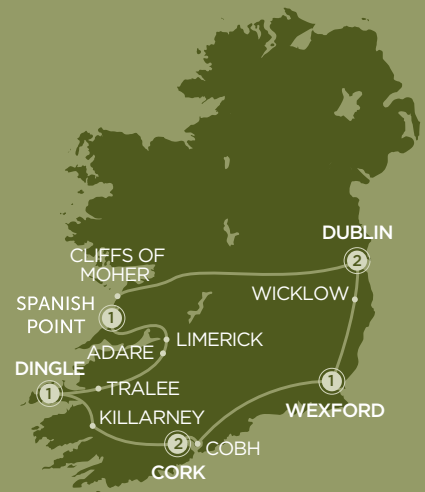 DUBLIN
2
CLIFFS OF
MOHER
WICKLOW
SPANISH
POINT
1
LIMERICK
ADARE
DINGLE
1
TRALEE
1
WEXFORD
KILLARNEY
2
COBH
CORK